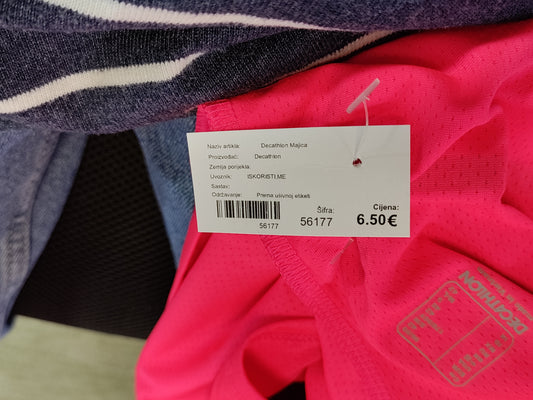 Naziv artikla: Decathlon Majica
Proizvođač: Decathlon
Zemlja porijekla:
Uvoznik: ISKORISTI.ME
Sastav:
Održavanje: Prema ušivnoj etiketi
56177
Šifra:
56177
Cijena:
6.50€
DECATHLON